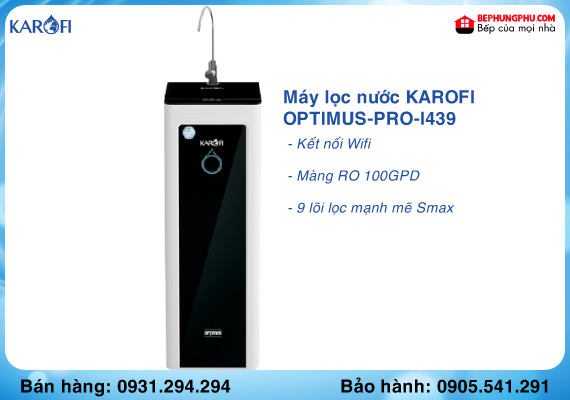 KAROFI
BEPHUNGPHU.COM
Bếp của mọi nhà
Máy lọc nước KAROFI
OPTIMUS-PRO-I439
- Kết nối Wifi
- Màng RO 100GPD
- 9 lõi lọc mạnh mẽ Smax
KAROFI
OPTIMUS
Bán hàng: 0931.294.294
Bảo hành: 0905.541.291